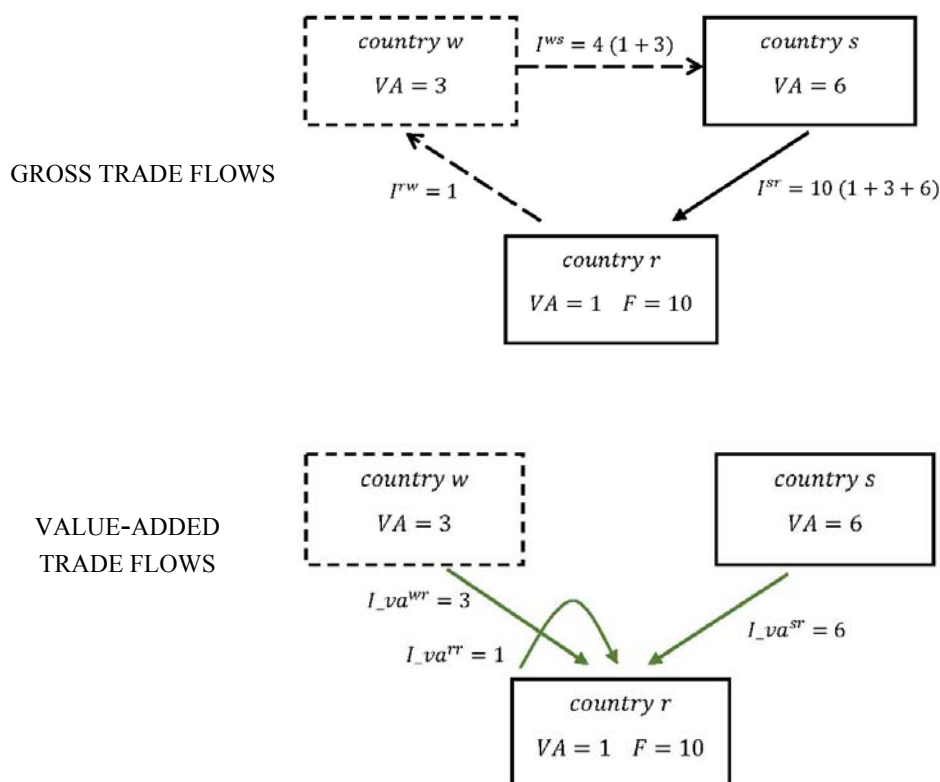 country w
I^{ws} = 4 (1 + 3)
country s
VA = 3
VA = 6
GROSS TRADE FLOWS
I^{rw} = 1
I^{sr} = 10 (1 + 3 + 6)
country r
VA = 1 F = 10
country w
country s
VALUE-ADDED
TRADE FLOWS
VA = 3
VA = 6
I_va^{wr} = 3
I_va^{sr} = 6
I_va^{rr} = 1
country r
VA = 1 F = 10